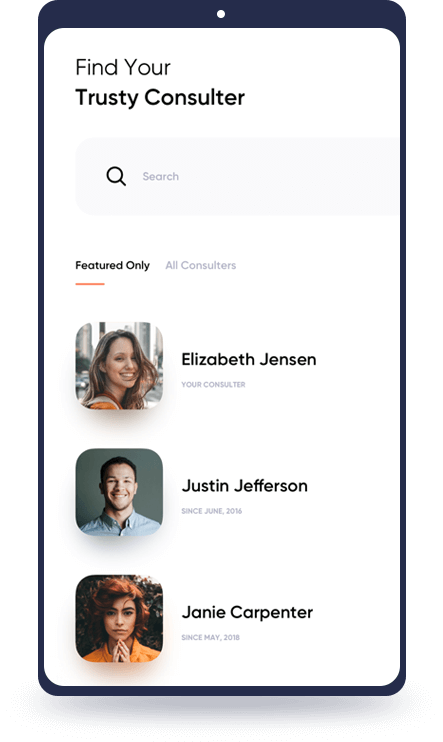 Find Your
Trusty Consulter
Search
Featured Only All Consulters
Elizabeth Jensen
YOUR CONSULTER
Justin Jefferson
SINCE JUNE, 2016
Janie Carpenter
SINCE MAY, 2018